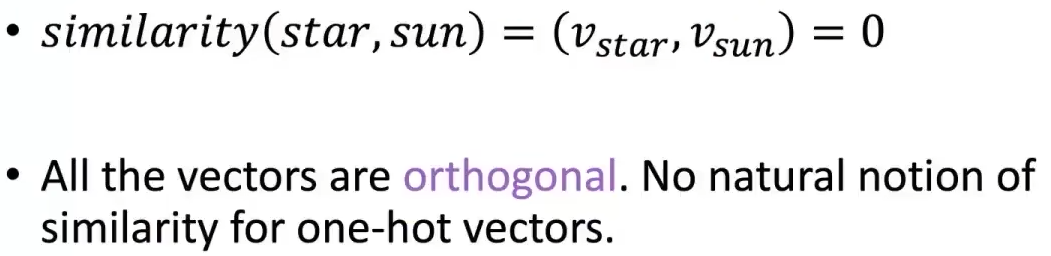 • similarity(star, sun) = (v_star, v_sun) = 0
• All the vectors are orthogonal. No natural notion of
similarity for one-hot vectors.